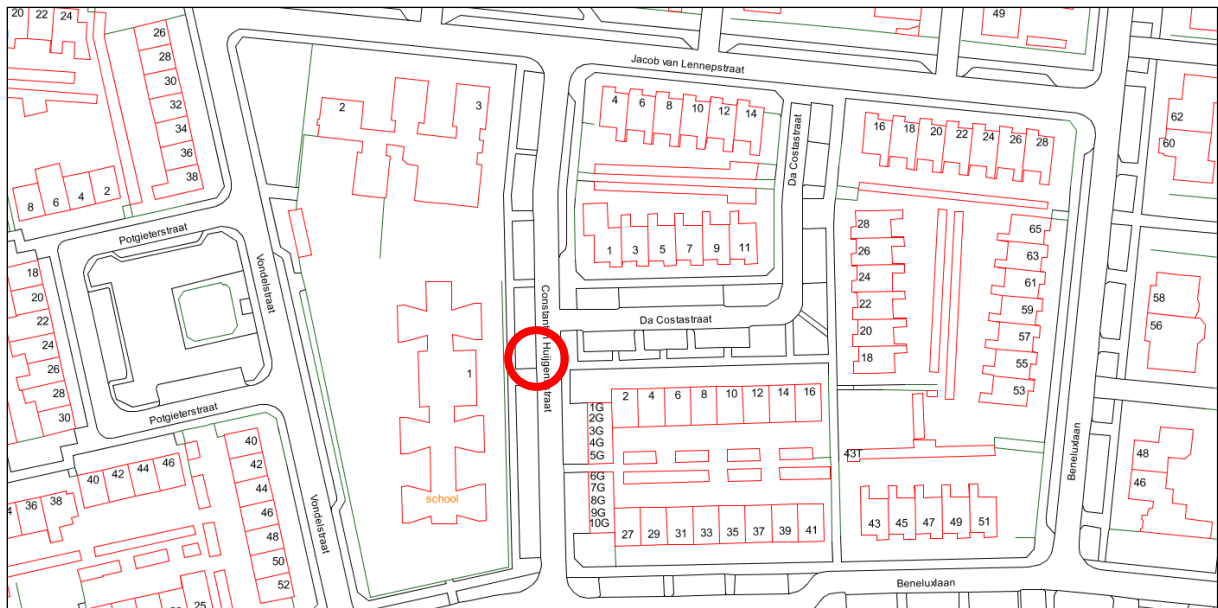 20 22 24
26
28
30
32
34
36
38
8 6 4 2
Potgieterstraat
Vondelstraat
18
20
22
24
26
28
30
Potgieterstraat
40 42 44 46
36 38
40
42
44
46
48
50
52
25
Vondelstraat
2
3
1
school
Constantijn Huijgensstraat
Jacob van Lennepstraat
4 6 8 10 12 14
1 3 5 7 9 11
Da Costastraat
Da Costastraat
49
16 18 20 22 24 26 28
28
26
24
22
20
18
65
63
61
59
57
55
53
62
60
58
56
48
46
2 4 6 8 10 12 14 16
1G
2G
3G
4G
5G
6G
7G
8G
9G
10G
27 29 31 33 35 37 39 41
43T
43 45 47 49 51
Beneluxlaan
Beneluxlaan